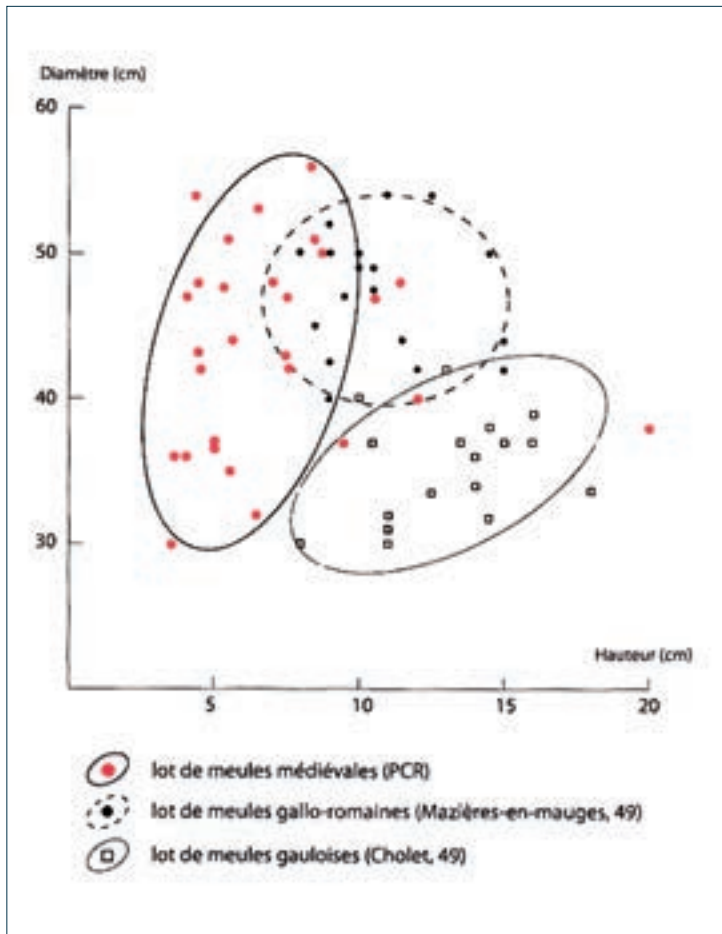 Diamètre (cm)
60
50
40
30
Hauteur (cm)
5
10
15
20
lot de meules médiévales (PCR)
lot de meules gallo-romaines (Mazières-en-mauges, 49)
lot de meules gauloises (Cholet, 49)